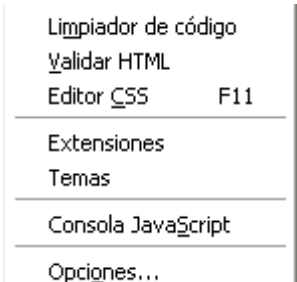 Limpiador de código
Validar HTML
Editor CSS F11
Extensiones
Temas
Consola JavaScript
Opciones...